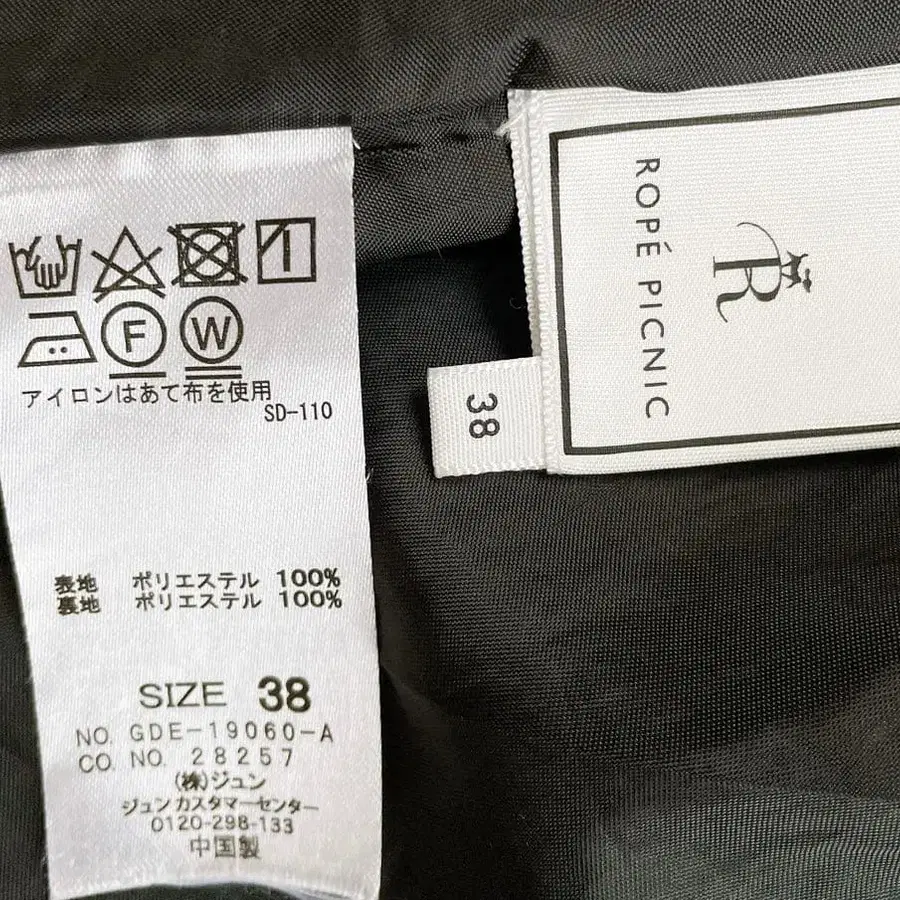 F W
アイロンはあて布を使用
SD-110
表地 ポリエステル 100%
裏地 ポリエステル 100%
SIZE 38
NO. GDE-19060-A
CO. NO. 28257
(株)ジュン
ジュンカスタマーセンター
0120-298-133
中国製
38
ROPÉ PICNIC
R